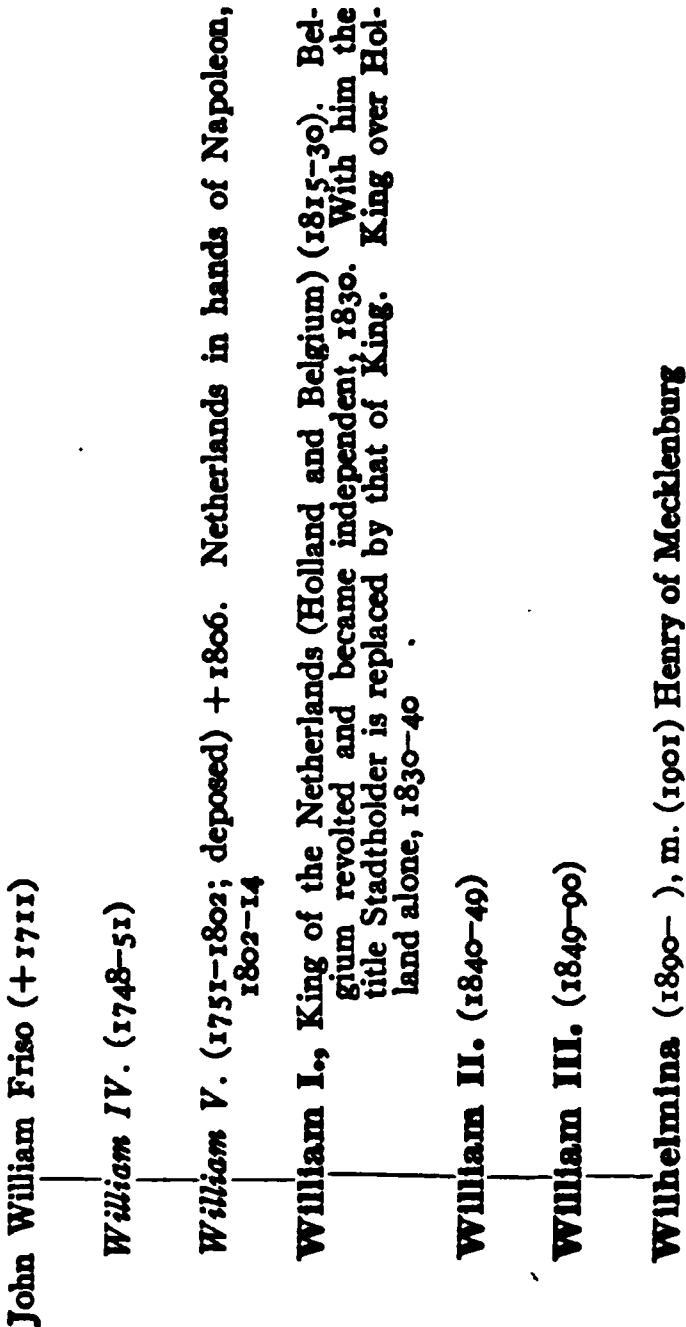 John William Friso (+1711)
William IV. (1748–51)
William V. (1751–1802; deposed) +1806. Netherlands in hands of Napoleon,
1802–14
William I., King of the Netherlands (Holland and Belgium) (1815–30). Bel-
gium revolted and became independent, 1830. With him the
title Stadtholder is replaced by that of King. King over Hol-
land alone, 1830–40
William II. (1840–49)
William III. (1849–90)
Wilhelmina (1890– ), m. (1901) Henry of Mecklenburg